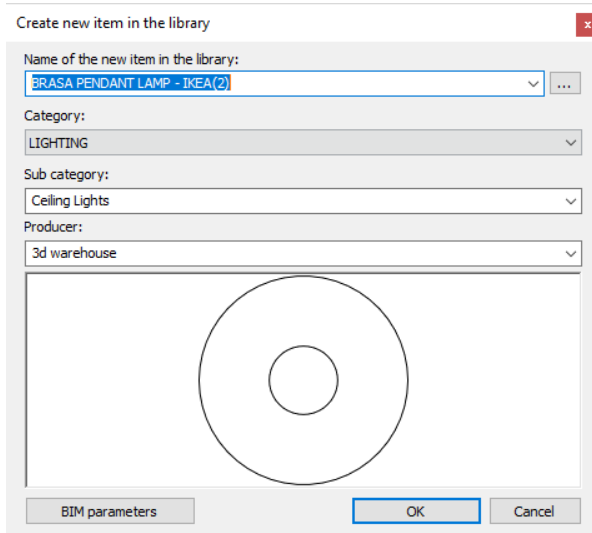 Create new item in the library
x
Name of the new item in the library:
BRASA PENDANT LAMP - IKEA(2)
...
Category:
LIGHTING
Sub category:
Ceiling Lights
Producer:
3d warehouse
BIM parameters
OK
Cancel